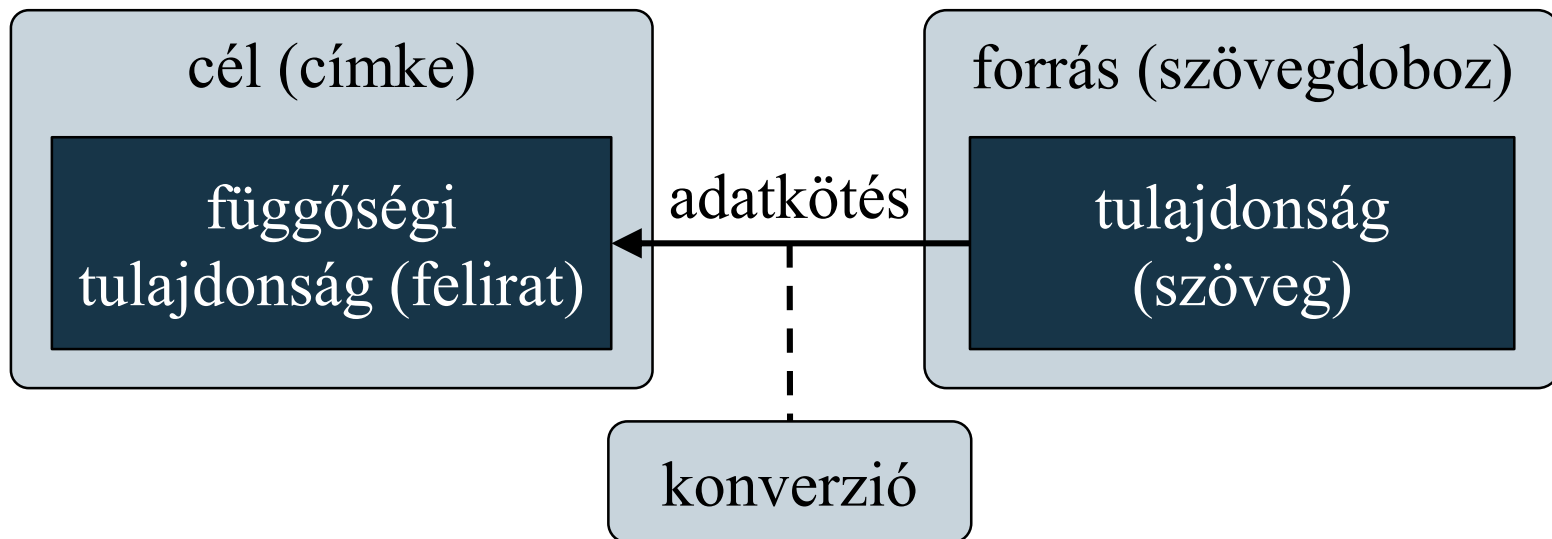 cél (címke)
függőségi
tulajdonság (felirat)
adatkötés
forrás (szövegdoboz)
tulajdonság
(szöveg)
konverzió